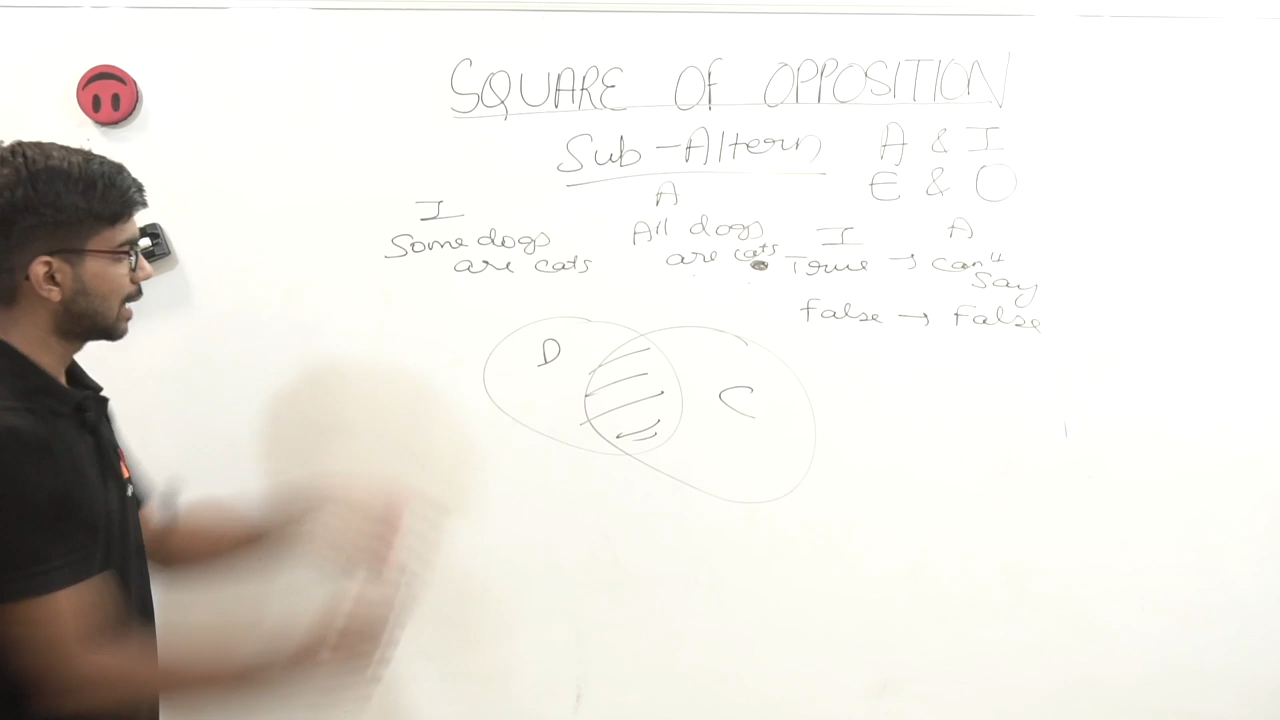 SQUARE OF OPPOSITION
Sub-Altern A & I
E & O
I
Some dogs
are cats
A
All dogs
are cats
I A
True → can't
say
false → false
D
C